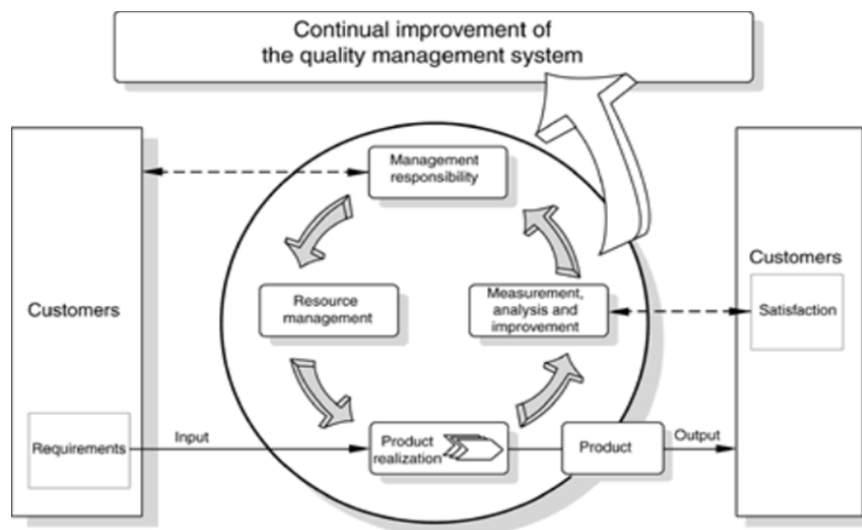 Continual improvement of
the quality management system
Management
responsibility
Customers
Resource
management
Measurement,
analysis and
improvement
Customers
Satisfaction
Requirements
Input
Product
realization
Product
Output